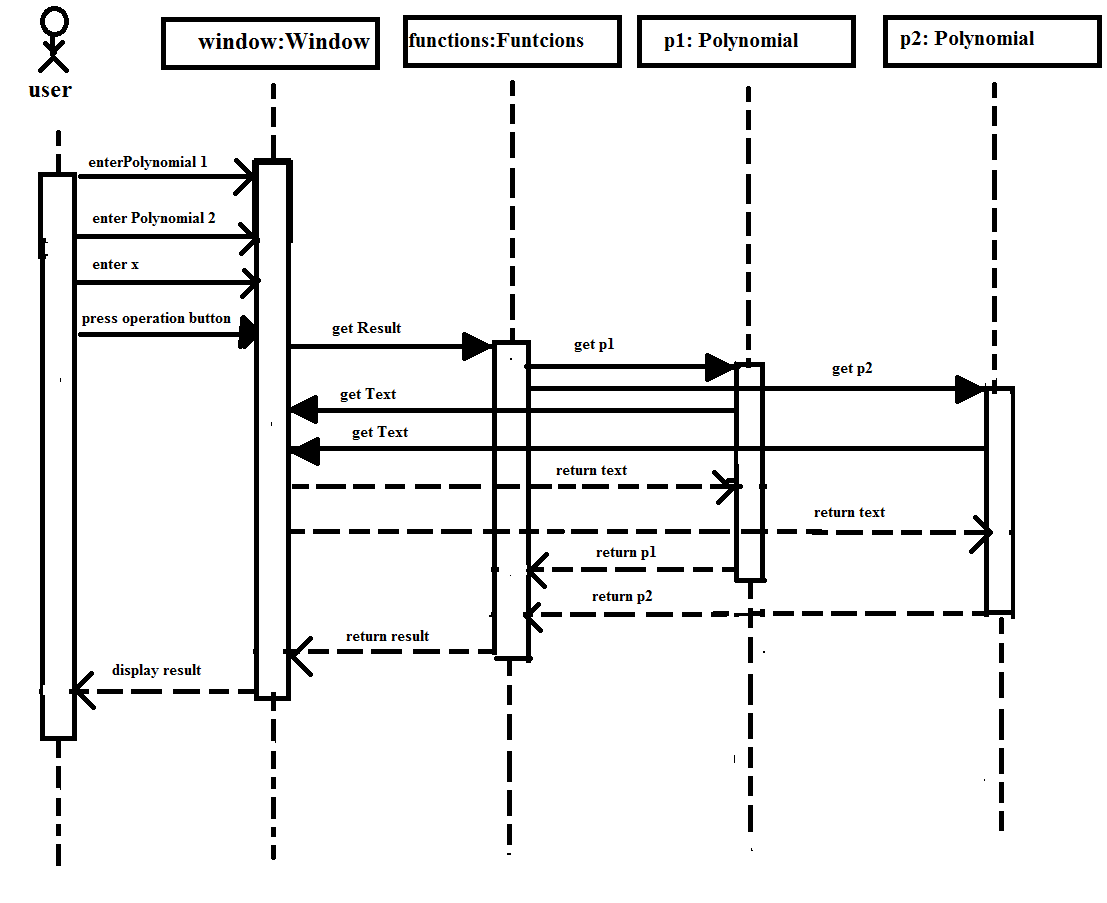 window:Window
functions:Funtcions
p1: Polynomial
p2: Polynomial
user
enterPolynomial 1
enter Polynomial 2
enter x
press operation button
get Result
get p1
get p2
get Text
get Text
return text
return text
return p1
return p2
return result
display result